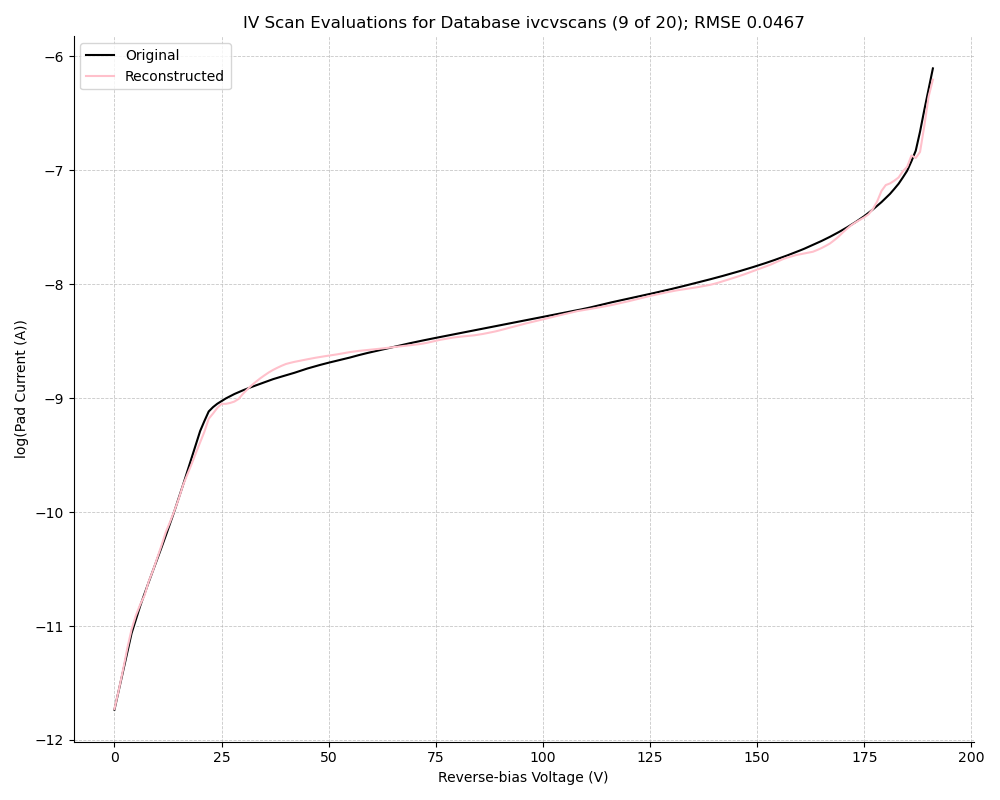 IV Scan Evaluations for Database ivcvscans (9 of 20); RMSE 0.0467
Original
Reconstructed
−6
−7
−8
−9
−10
−11
−12
log(Pad Current (A))
0 25 50 75 100 125 150 175 200
Reverse-bias Voltage (V)